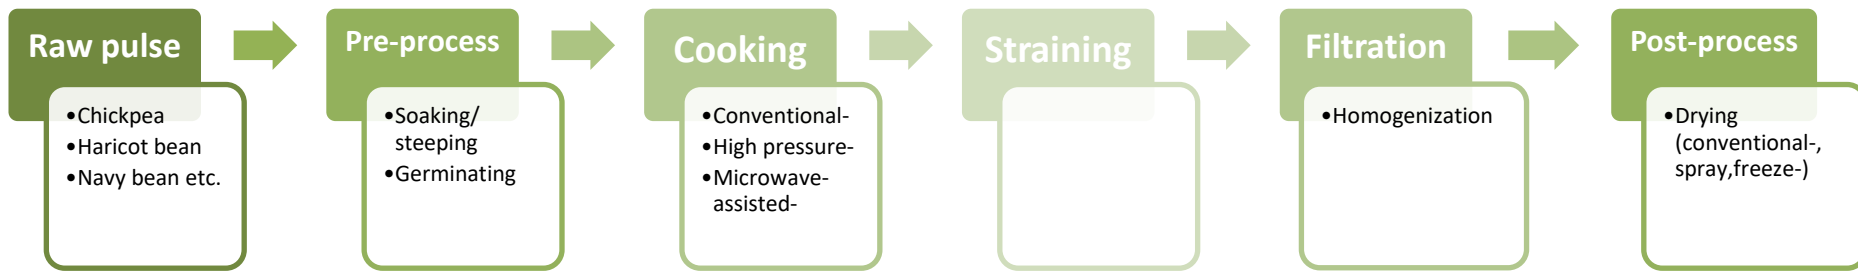 Raw pulse
•Chickpea
•Haricot bean
•Navy bean etc.
Pre-process
•Soaking/
steeping
•Germinating
Cooking
•Conventional-
•High pressure-
•Microwave-
assisted-
Straining
Filtration
•Homogenization
Post-process
•Drying
(conventional-,
spray,freeze-)